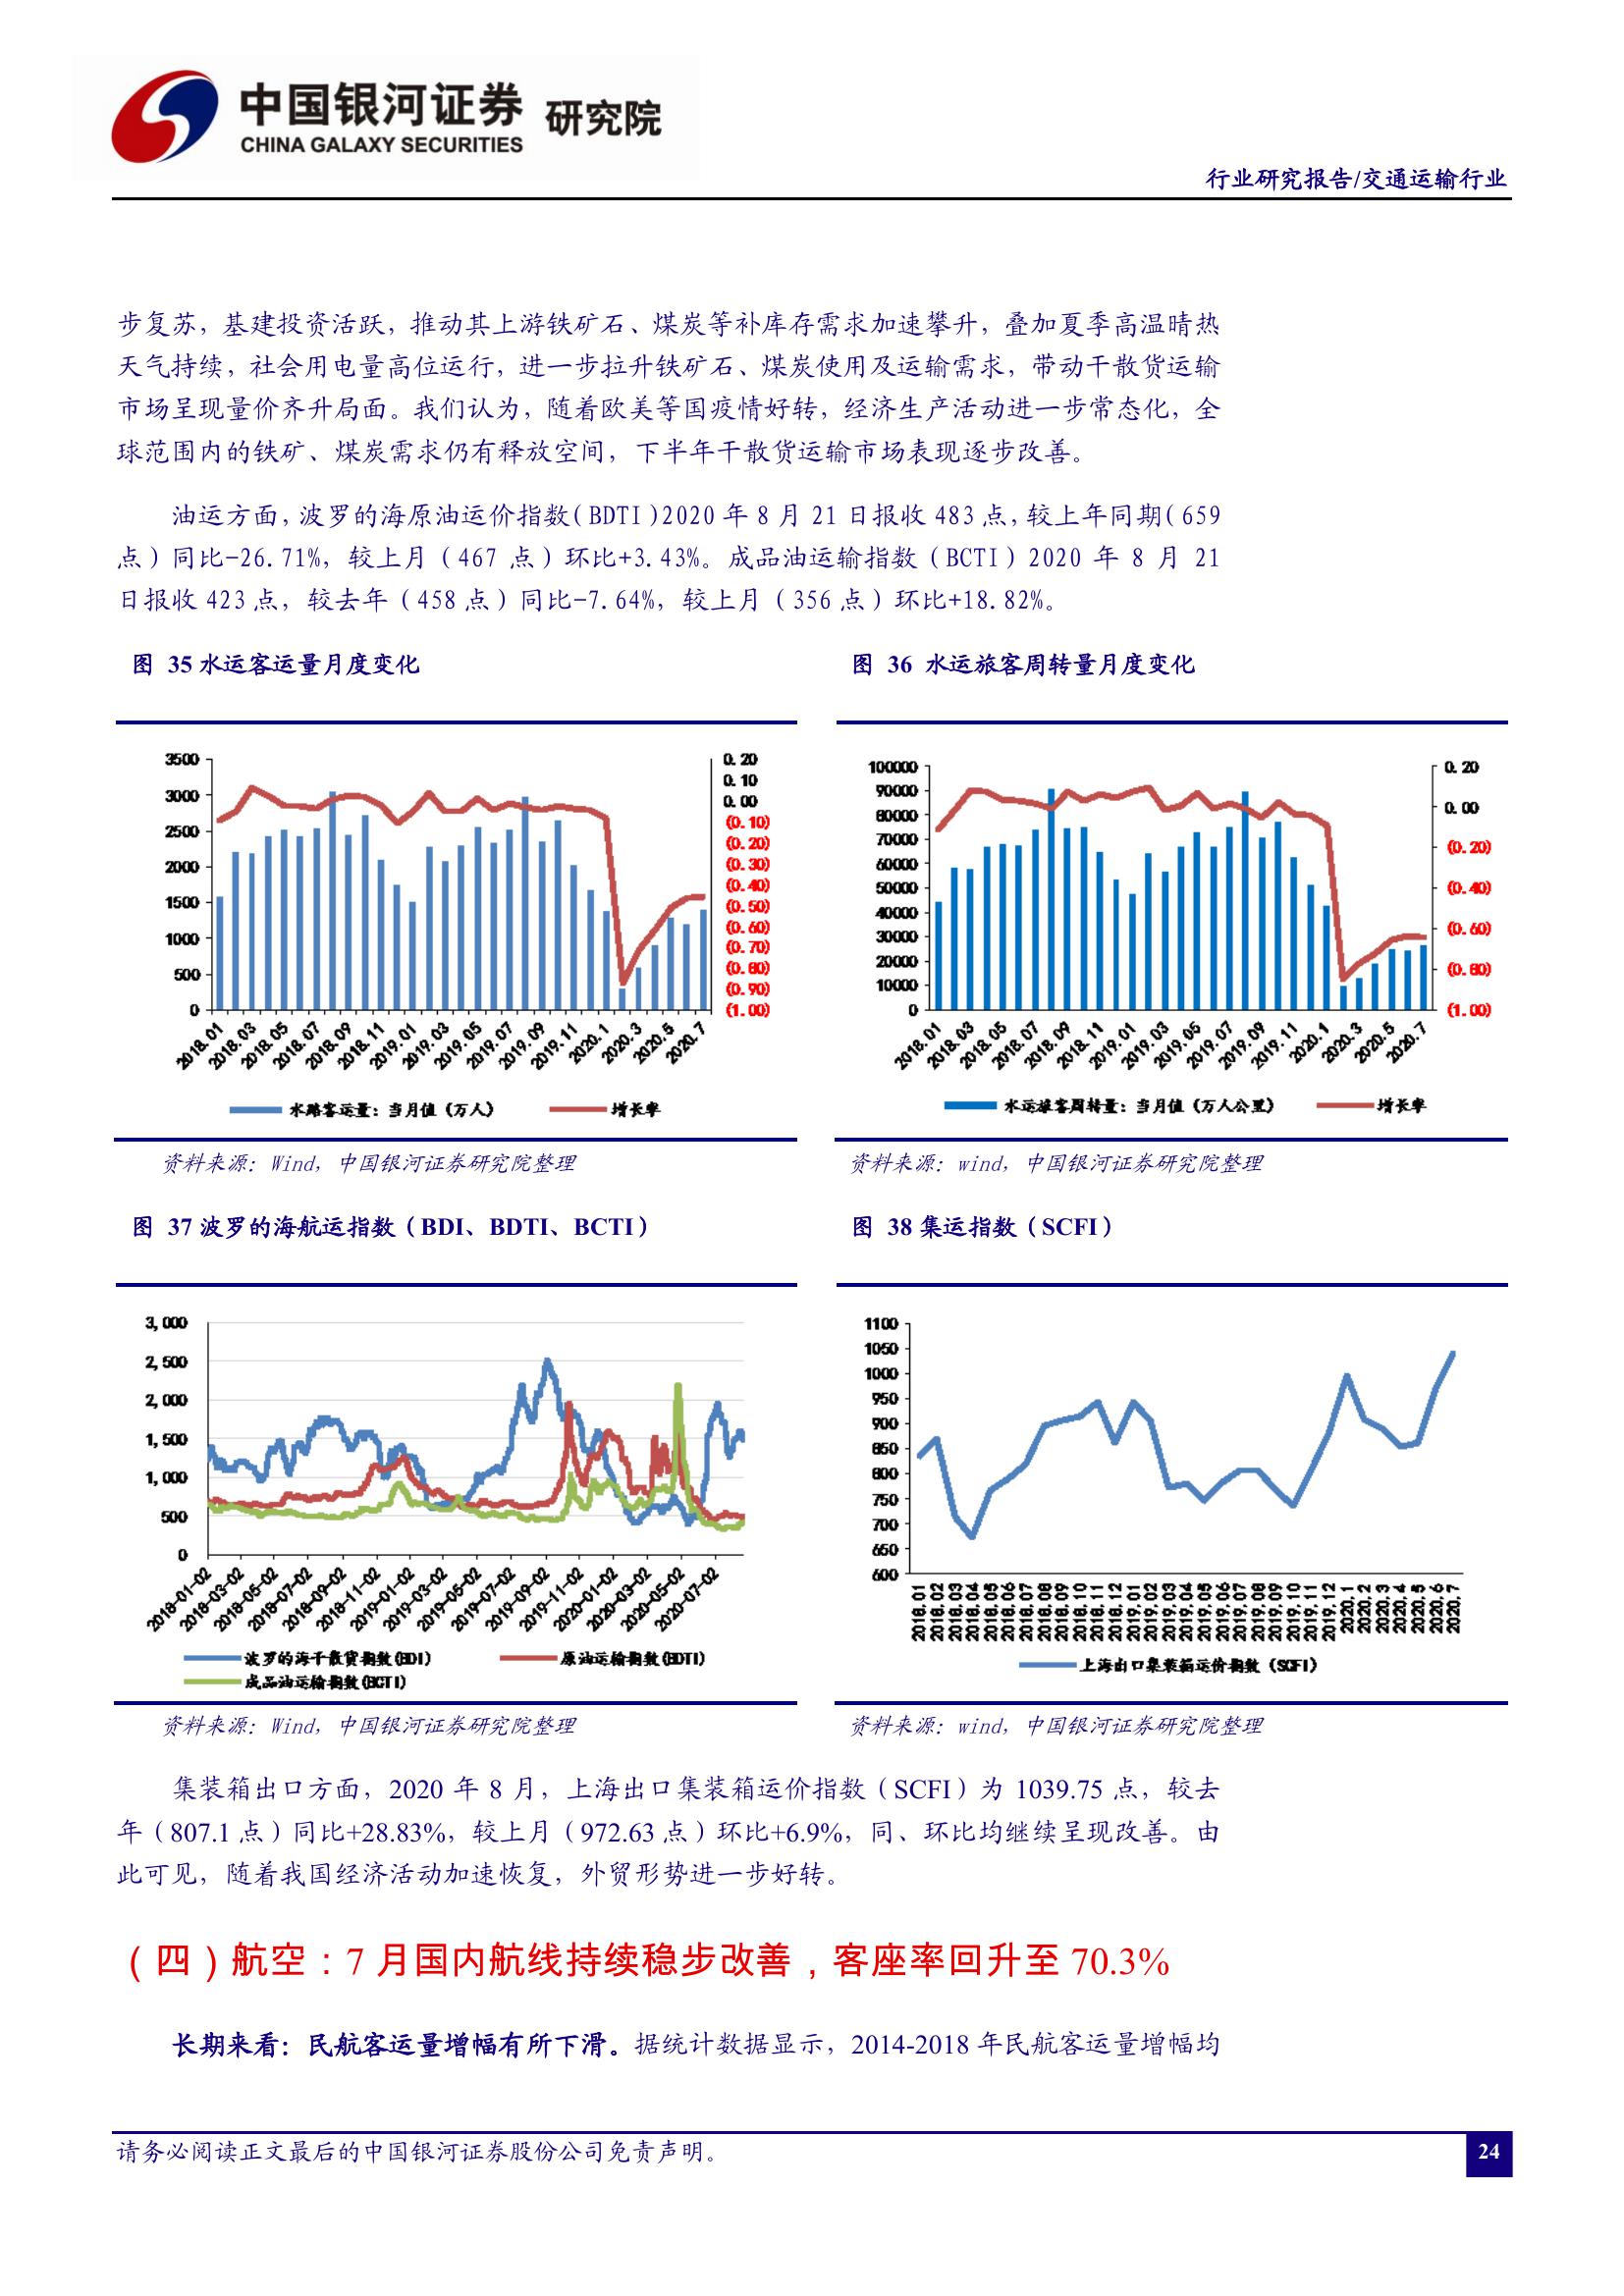 中国银河证券 研究院
CHINA GALAXY SECURITIES
行业研究报告/交通运输行业
步复苏，基建投资活跃，推动其上游铁矿石、煤炭等补库存需求加速攀升，叠加夏季高温晴热
天气持续，社会用电量高位运行，进一步拉升铁矿石、煤炭使用及运输需求，带动干散货运输
市场呈现量价齐升局面。我们认为，随着欧美等国疫情好转，经济生产活动进一步常态化，全
球范围内的铁矿、煤炭需求仍有释放空间，下半年干散货运输市场表现逐步改善。
油运方面，波罗的海原油运价指数（BDTI）2020 年 8 月 21 日报收 483 点，较上年同期（659
点）同比-26.71%，较上月（467 点）环比+3.43%。成品油运输指数（BCTI）2020 年 8 月 21
日报收 423 点，较去年（458 点）同比-7.64%，较上月（356 点）环比+18.82%。
图 35 水运客运量月度变化
3500
3000
2500
2000
1500
1000
500
0
0.20
0.10
0.00
(0.10)
(0.20)
(0.30)
(0.40)
(0.50)
(0.60)
(0.70)
(0.80)
(0.90)
(1.00)
2018.01 2018.03 2018.05 2018.07 2018.09 2018.11 2019.01 2019.03 2019.05 2019.07 2019.09 2019.11 2020.1 2020.3 2020.5 2020.7
水路客运量：当月值（万人） 增长率
资料来源：Wind，中国银河证券研究院整理
图 36 水运旅客周转量月度变化
100000
90000
80000
70000
60000
50000
40000
30000
20000
10000
0
0.20
0.00
(0.20)
(0.40)
(0.60)
(0.80)
(1.00)
2018.01 2018.03 2018.05 2018.07 2018.09 2018.11 2019.01 2019.03 2019.05 2019.07 2019.09 2019.11 2020.1 2020.3 2020.5 2020.7
水运旅客周转量：当月值（万人公里） 增长率
资料来源：wind，中国银河证券研究院整理
图 37 波罗的海航运指数（BDI、BDTI、BCTI）
3,000
2,500
2,000
1,500
1,000
500
0
2018-01-02 2018-03-02 2018-05-02 2018-07-02 2018-09-02 2018-11-02 2019-01-02 2019-03-02 2019-05-02 2019-07-02 2019-09-02 2019-11-02 2020-01-02 2020-03-02 2020-05-02 2020-07-02
波罗的海干散货指数(BDI) 原油运输指数(BDTI)
成品油运输指数(BCTI)
资料来源：Wind，中国银河证券研究院整理
图 38 集运指数（SCFI）
1100
1050
1000
950
900
850
800
750
700
650
600
2018.01 2018.02 2018.03 2018.04 2018.05 2018.06 2018.07 2018.08 2018.09 2018.10 2018.11 2018.12 2019.01 2019.02 2019.03 2019.04 2019.05 2019.06 2019.07 2019.08 2019.09 2019.10 2019.11 2019.12 2020.1 2020.2 2020.3 2020.4 2020.5 2020.6 2020.7
上海出口集装箱运价指数（SCFI）
资料来源：wind，中国银河证券研究院整理
集装箱出口方面，2020 年 8 月，上海出口集装箱运价指数（SCFI）为 1039.75 点，较去
年（807.1 点）同比+28.83%，较上月（972.63 点）环比+6.9%，同、环比均继续呈现改善。由
此可见，随着我国经济活动加速恢复，外贸形势进一步好转。
（四）航空：7 月国内航线持续稳步改善，客座率回升至 70.3%
长期来看：民航客运量增幅有所下滑。据统计数据显示，2014-2018 年民航客运量增幅均
请务必阅读正文最后的中国银河证券股份公司免责声明。
24